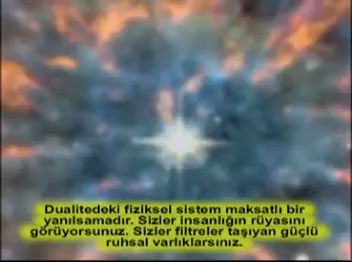 Dualitedeki fiziksel sistem maksatlı bir
yanılsamadır. Sizler insanlığın rüyasını
görüyorsunuz. Sizler filtreler taşıyan güçlü
ruhsal varlıklarsınız.